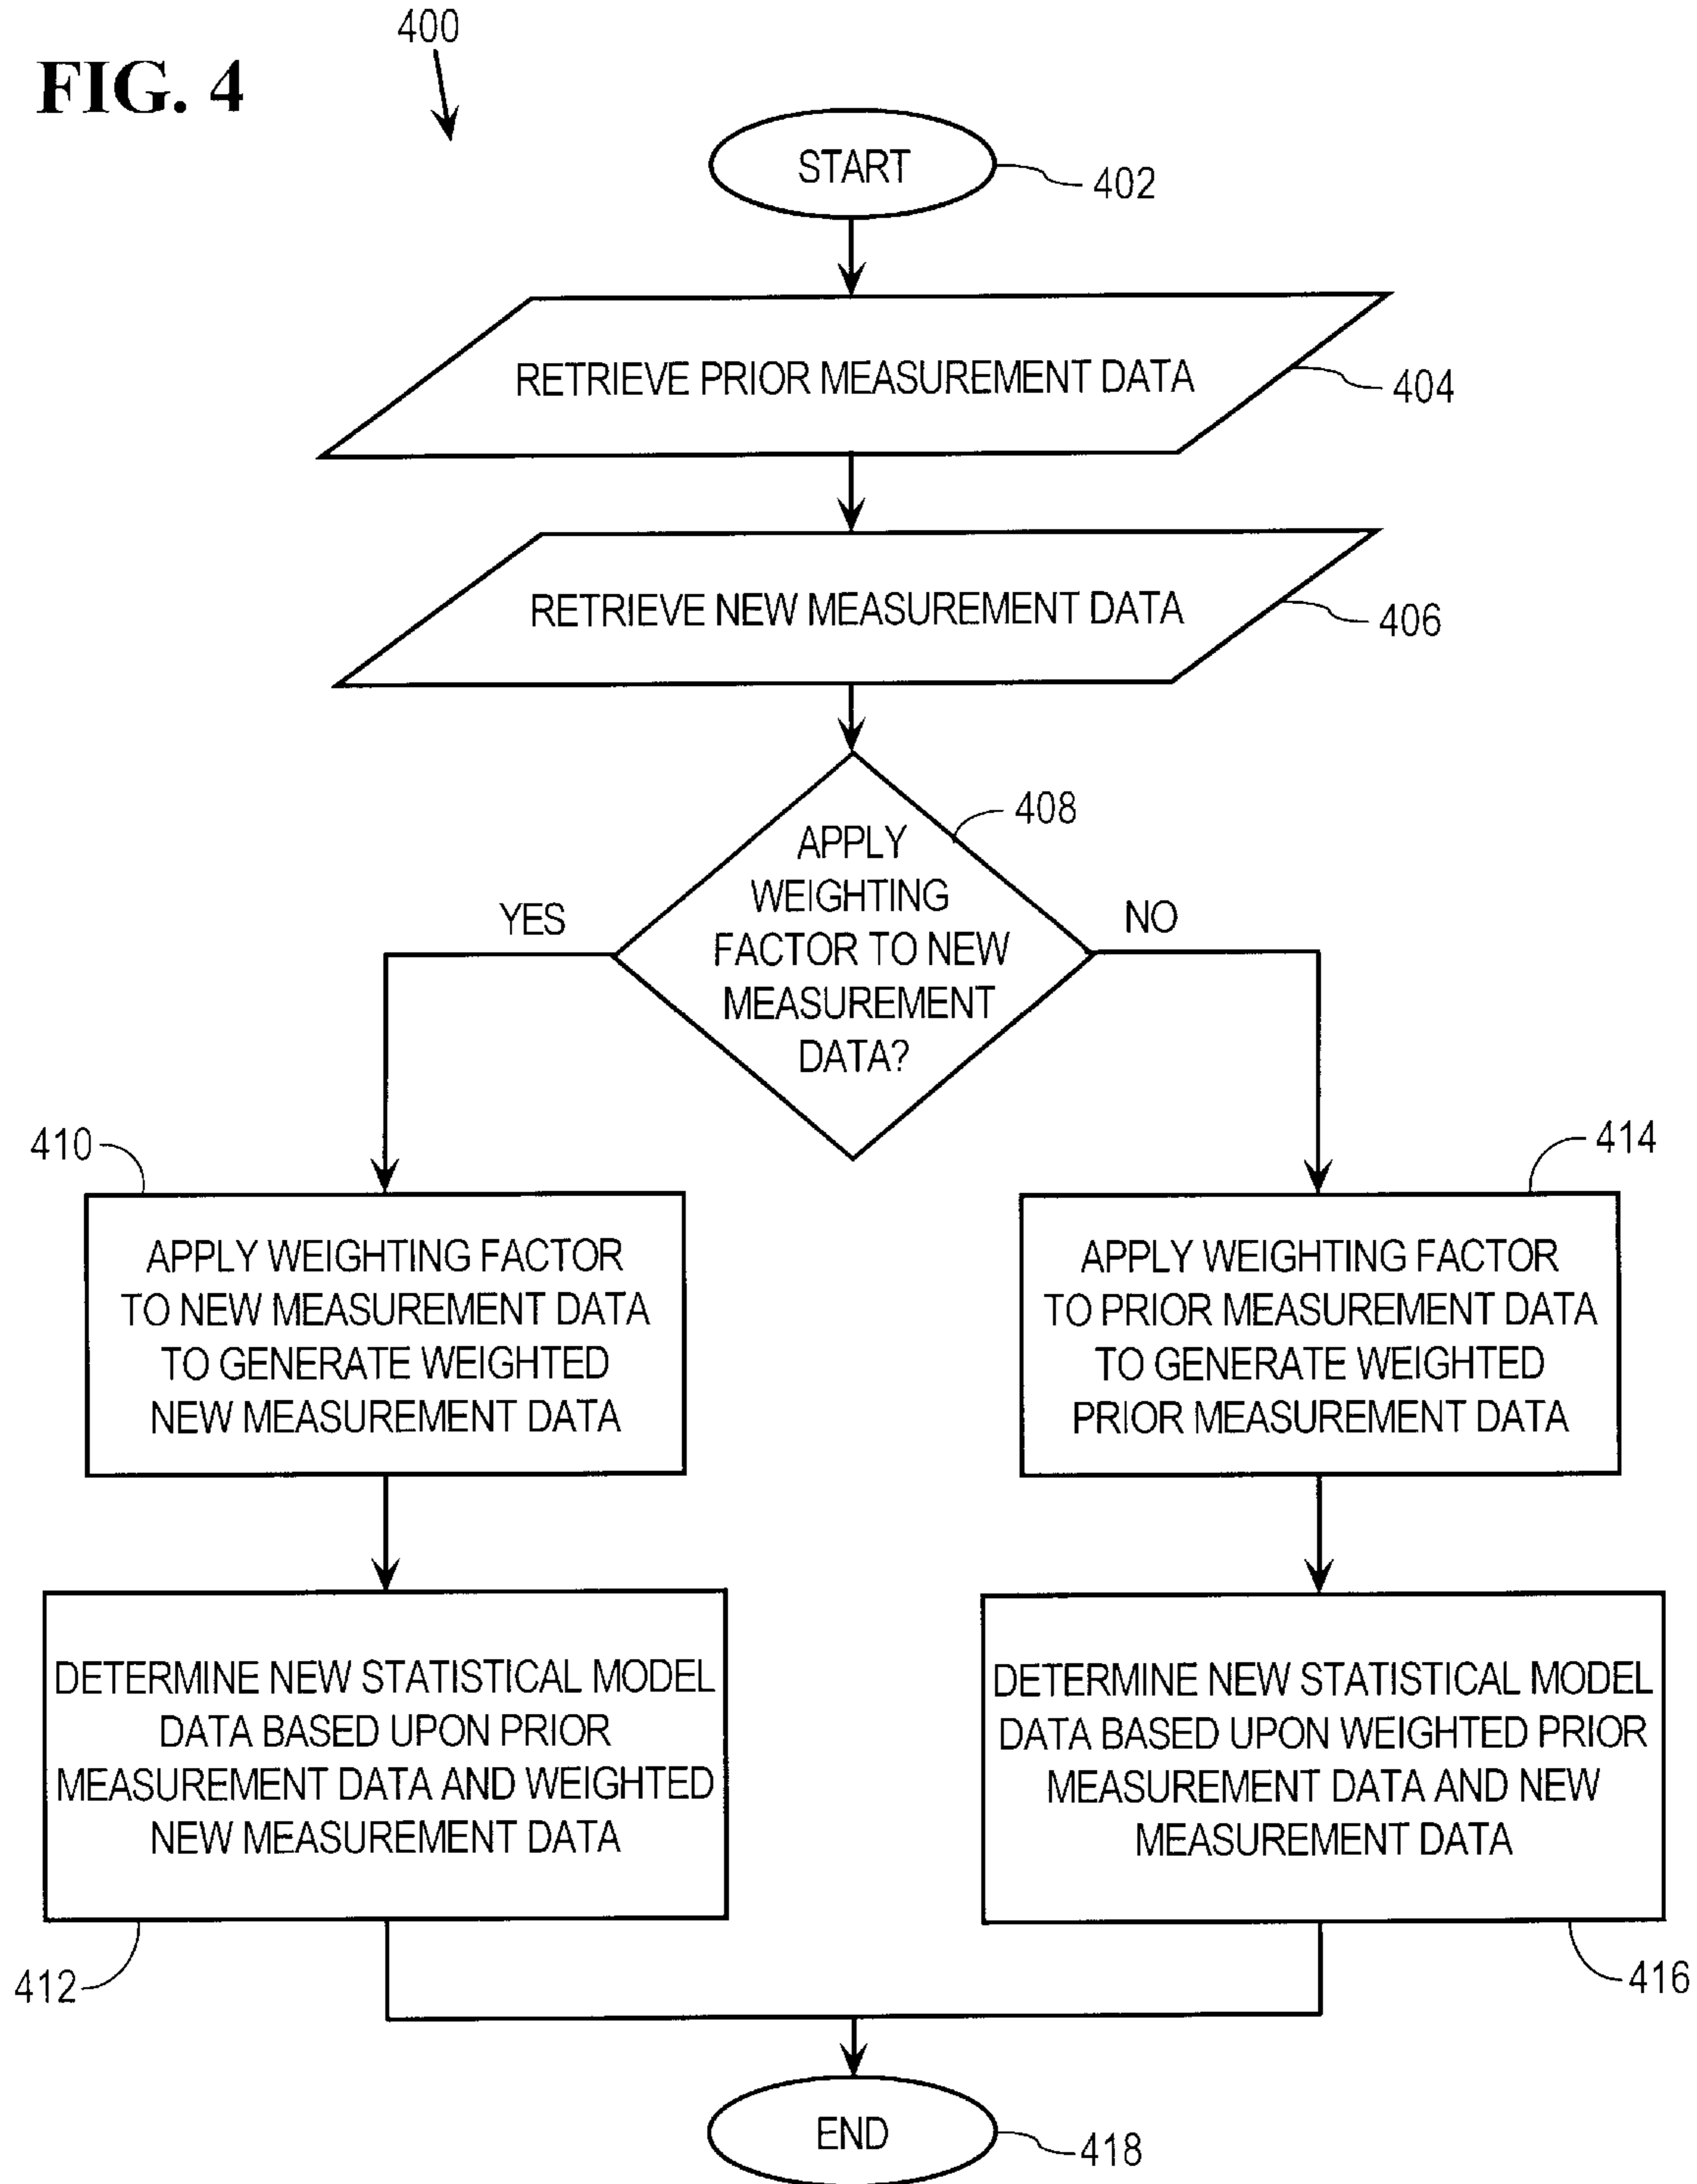 400
FIG. 4
START
402
RETRIEVE PRIOR MEASUREMENT DATA
404
RETRIEVE NEW MEASUREMENT DATA
406
408
APPLY
WEIGHTING
FACTOR TO NEW
MEASUREMENT
DATA?
YES
NO
410
414
APPLY WEIGHTING FACTOR
TO NEW MEASUREMENT DATA
TO GENERATE WEIGHTED
NEW MEASUREMENT DATA
APPLY WEIGHTING FACTOR
TO PRIOR MEASUREMENT DATA
TO GENERATE WEIGHTED
PRIOR MEASUREMENT DATA
DETERMINE NEW STATISTICAL MODEL
DATA BASED UPON PRIOR
MEASUREMENT DATA AND WEIGHTED
NEW MEASUREMENT DATA
DETERMINE NEW STATISTICAL MODEL
DATA BASED UPON WEIGHTED PRIOR
MEASUREMENT DATA AND NEW
MEASUREMENT DATA
412
416
END
418